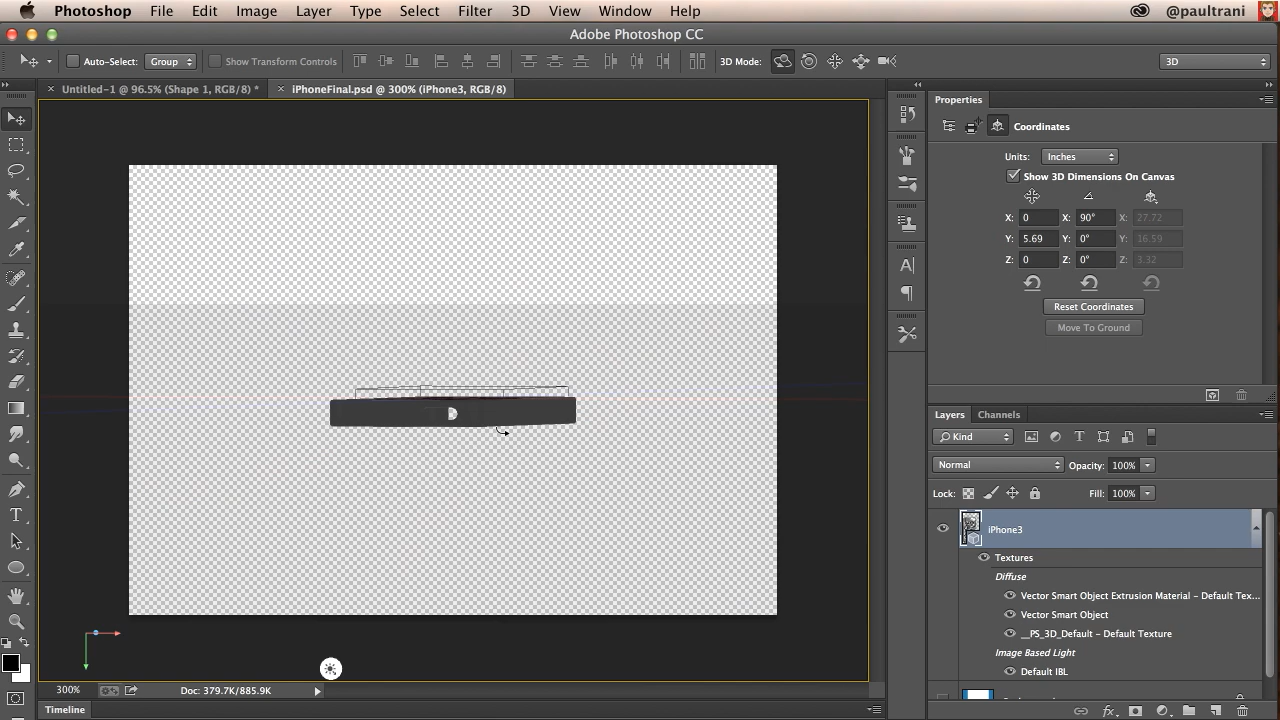 Photoshop File Edit Image Layer Type Select Filter 3D View Window Help @paultrani
Adobe Photoshop CC
Auto-Select: Group Show Transform Controls 3D Mode: 3D
Untitled-1 @ 96.5% (Shape 1, RGB/8) * iPhoneFinal.psd @ 300% (iPhone3, RGB/8)
Properties
Coordinates
Units: Inches
Show 3D Dimensions On Canvas
X: 0 X: 90° X: 27.72
Y: 5.69 Y: 0° Y: 16.59
Z: 0 Z: 0° Z: 3.32
Reset Coordinates
Move To Ground
Layers Channels
Kind
Normal Opacity: 100%
Lock: Fill: 100%
iPhone3
Textures
Diffuse
Vector Smart Object Extrusion Material - Default Tex...
Vector Smart Object
__PS_3D_Default - Default Texture
Image Based Light
Default IBL
300% Doc: 379.7K/885.9K
Timeline